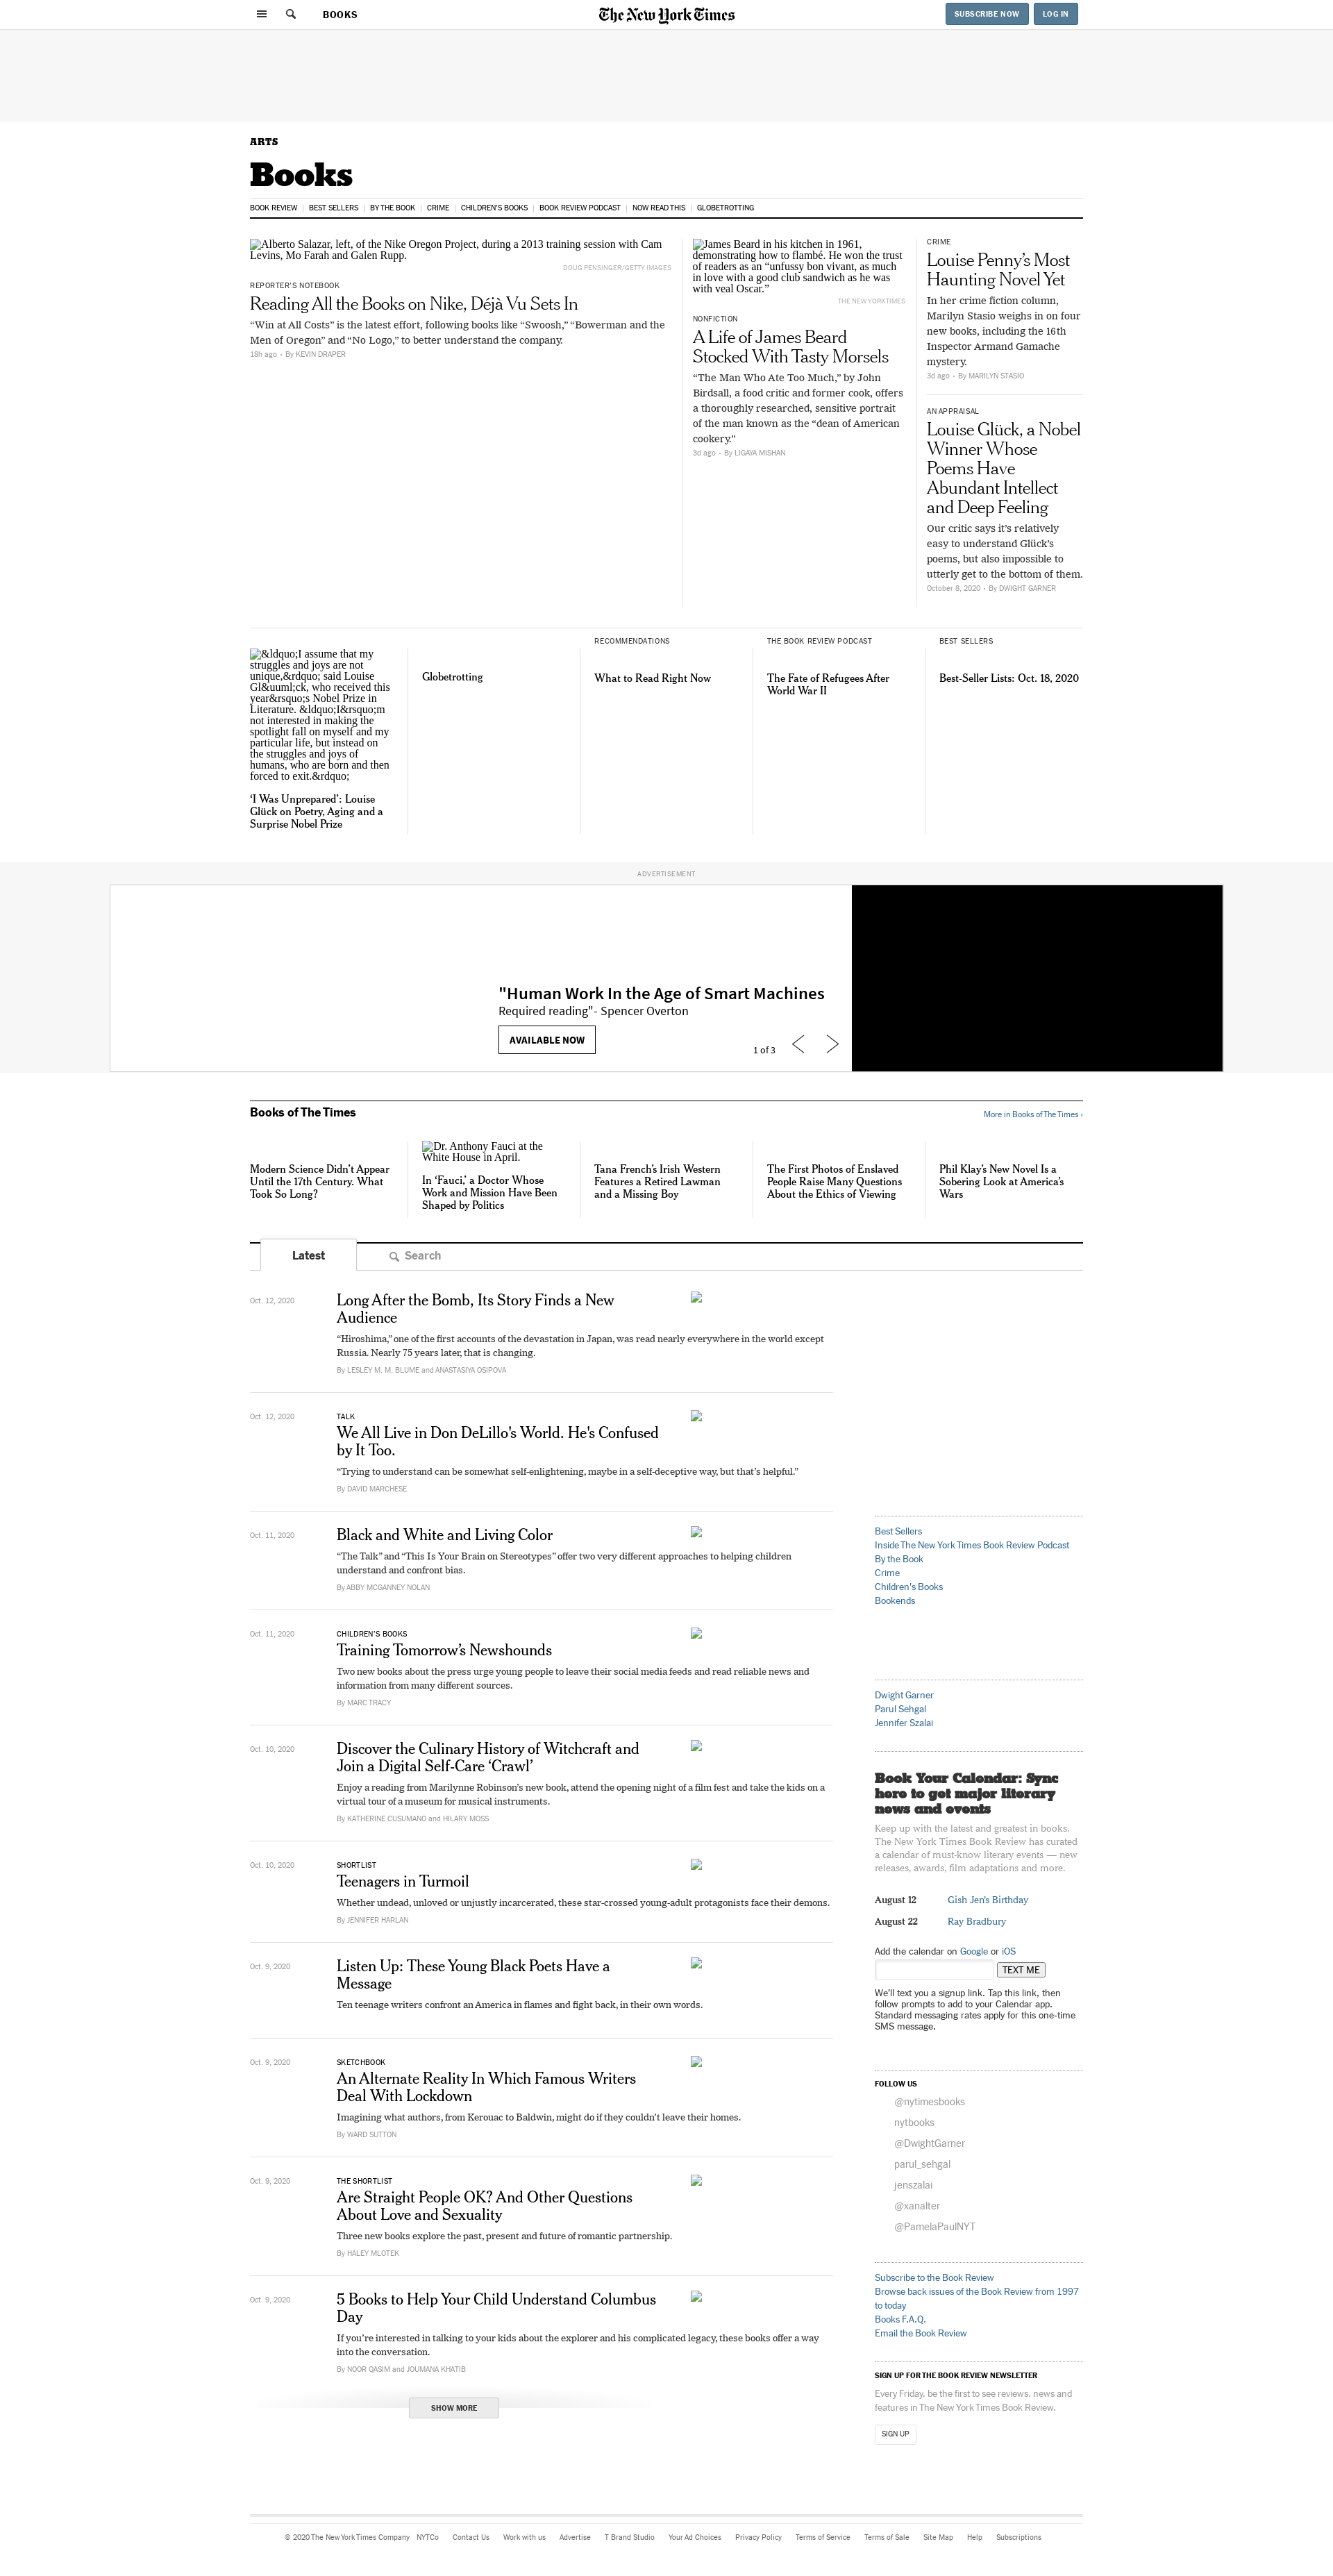 BOOKS
The New York Times
SUBSCRIBE NOW
LOG IN
ARTS
Books
BOOK REVIEW
BEST SELLERS
BY THE BOOK
CRIME
CHILDREN'S BOOKS
BOOK REVIEW PODCAST
NOW READ THIS
GLOBETROTTING
Alberto Salazar, left, of the Nike Oregon Project, during a 2013 training session with Cam
Levins, Mo Farah and Galen Rupp.
DOUG PENSINGER/GETTY IMAGES
REPORTER'S NOTEBOOK
Reading All the Books on Nike, Déjà Vu Sets In
“Win at All Costs” is the latest effort, following books like “Swoosh,” “Bowerman and the
Men of Oregon” and “No Logo,” to better understand the company.
18h ago • By KEVIN DRAPER
James Beard in his kitchen in 1961,
demonstrating how to flambé. He won the trust
of readers as an “unfussy bon vivant, as much
in love with a good club sandwich as he was
with veal Oscar.”
THE NEW YORK TIMES
NONFICTION
A Life of James Beard
Stocked With Tasty Morsels
“The Man Who Ate Too Much,” by John
Birdsall, a food critic and former cook, offers
a thoroughly researched, sensitive portrait
of the man known as the “dean of American
cookery.”
3d ago • By LIGAYA MISHAN
CRIME
Louise Penny’s Most
Haunting Novel Yet
In her crime fiction column,
Marilyn Stasio weighs in on four
new books, including the 16th
Inspector Armand Gamache
mystery.
3d ago • By MARILYN STASIO
AN APPRAISAL
Louise Glück, a Nobel
Winner Whose
Poems Have
Abundant Intellect
and Deep Feeling
Our critic says it’s relatively
easy to understand Glück’s
poems, but also impossible to
utterly get to the bottom of them.
October 8, 2020 • By DWIGHT GARNER
&ldquo;I assume that my
struggles and joys are not
unique,&rdquo; said Louise
Gl&uuml;ck, who received this
year&rsquo;s Nobel Prize in
Literature. &ldquo;I&rsquo;m
not interested in making the
spotlight fall on myself and my
particular life, but instead on
the struggles and joys of
humans, who are born and then
forced to exit.&rdquo;
‘I Was Unprepared’: Louise
Glück on Poetry, Aging and a
Surprise Nobel Prize
Globetrotting
RECOMMENDATIONS
What to Read Right Now
THE BOOK REVIEW PODCAST
The Fate of Refugees After
World War II
BEST SELLERS
Best-Seller Lists: Oct. 18, 2020
ADVERTISEMENT
"Human Work In the Age of Smart Machines
Required reading"- Spencer Overton
AVAILABLE NOW
1 of 3
Books of The Times
More in Books of The Times ›
Modern Science Didn’t Appear
Until the 17th Century. What
Took So Long?
Dr. Anthony Fauci at the
White House in April.
In ‘Fauci,’ a Doctor Whose
Work and Mission Have Been
Shaped by Politics
Tana French’s Irish Western
Features a Retired Lawman
and a Missing Boy
The First Photos of Enslaved
People Raise Many Questions
About the Ethics of Viewing
Phil Klay’s New Novel Is a
Sobering Look at America’s
Wars
Latest
Search
Oct. 12, 2020
Long After the Bomb, Its Story Finds a New
Audience
“Hiroshima,” one of the first accounts of the devastation in Japan, was read nearly everywhere in the world except
Russia. Nearly 75 years later, that is changing.
By LESLEY M. M. BLUME and ANASTASIYA OSIPOVA
Oct. 12, 2020
TALK
We All Live in Don DeLillo’s World. He’s Confused
by It Too.
“Trying to understand can be somewhat self-enlightening, maybe in a self-deceptive way, but that’s helpful.”
By DAVID MARCHESE
Oct. 11, 2020
Black and White and Living Color
“The Talk” and “This Is Your Brain on Stereotypes” offer two very different approaches to helping children
understand and confront bias.
By ABBY MCGANNEY NOLAN
Oct. 11, 2020
CHILDREN’S BOOKS
Training Tomorrow’s Newshounds
Two new books about the press urge young people to leave their social media feeds and read reliable news and
information from many different sources.
By MARC TRACY
Oct. 10, 2020
Discover the Culinary History of Witchcraft and
Join a Digital Self-Care ‘Crawl’
Enjoy a reading from Marilynne Robinson’s new book, attend the opening night of a film fest and take the kids on a
virtual tour of a museum for musical instruments.
By KATHERINE CUSUMANO and HILARY MOSS
Oct. 10, 2020
SHORTLIST
Teenagers in Turmoil
Whether undead, unloved or unjustly incarcerated, these star-crossed young-adult protagonists face their demons.
By JENNIFER HARLAN
Oct. 9, 2020
Listen Up: These Young Black Poets Have a
Message
Ten teenage writers confront an America in flames and fight back, in their own words.
Oct. 9, 2020
SKETCHBOOK
An Alternate Reality In Which Famous Writers
Deal With Lockdown
Imagining what authors, from Kerouac to Baldwin, might do if they couldn’t leave their homes.
By WARD SUTTON
Oct. 9, 2020
THE SHORTLIST
Are Straight People OK? And Other Questions
About Love and Sexuality
Three new books explore the past, present and future of romantic partnership.
By HALEY MLOTEK
Oct. 9, 2020
5 Books to Help Your Child Understand Columbus
Day
If you’re interested in talking to your kids about the explorer and his complicated legacy, these books offer a way
into the conversation.
By NOOR QASIM and JOUMANA KHATIB
SHOW MORE
Best Sellers
Inside The New York Times Book Review Podcast
By the Book
Crime
Children’s Books
Bookends
Dwight Garner
Parul Sehgal
Jennifer Szalai
Book Your Calendar: Sync
here to get major literary
news and events
Keep up with the latest and greatest in books.
The New York Times Book Review has curated
a calendar of must-know literary events — new
releases, awards, film adaptations and more.
August 12 Gish Jen’s Birthday
August 22 Ray Bradbury
Add the calendar on Google or iOS
TEXT ME
We’ll text you a signup link. Tap this link, then
follow prompts to add to your Calendar app.
Standard messaging rates apply for this one-time
SMS message.
FOLLOW US
@nytimesbooks
nytbooks
@DwightGarner
parul_sehgal
jenszalai
@xanalter
@PamelaPaulNYT
Subscribe to the Book Review
Browse back issues of the Book Review from 1997
to today
Books F.A.Q.
Email the Book Review
SIGN UP FOR THE BOOK REVIEW NEWSLETTER
Every Friday, be the first to see reviews, news and
features in The New York Times Book Review.
SIGN UP
© 2020 The New York Times Company NYTCo Contact Us Work with us Advertise T Brand Studio Your Ad Choices Privacy Policy Terms of Service Terms of Sale Site Map Help Subscriptions